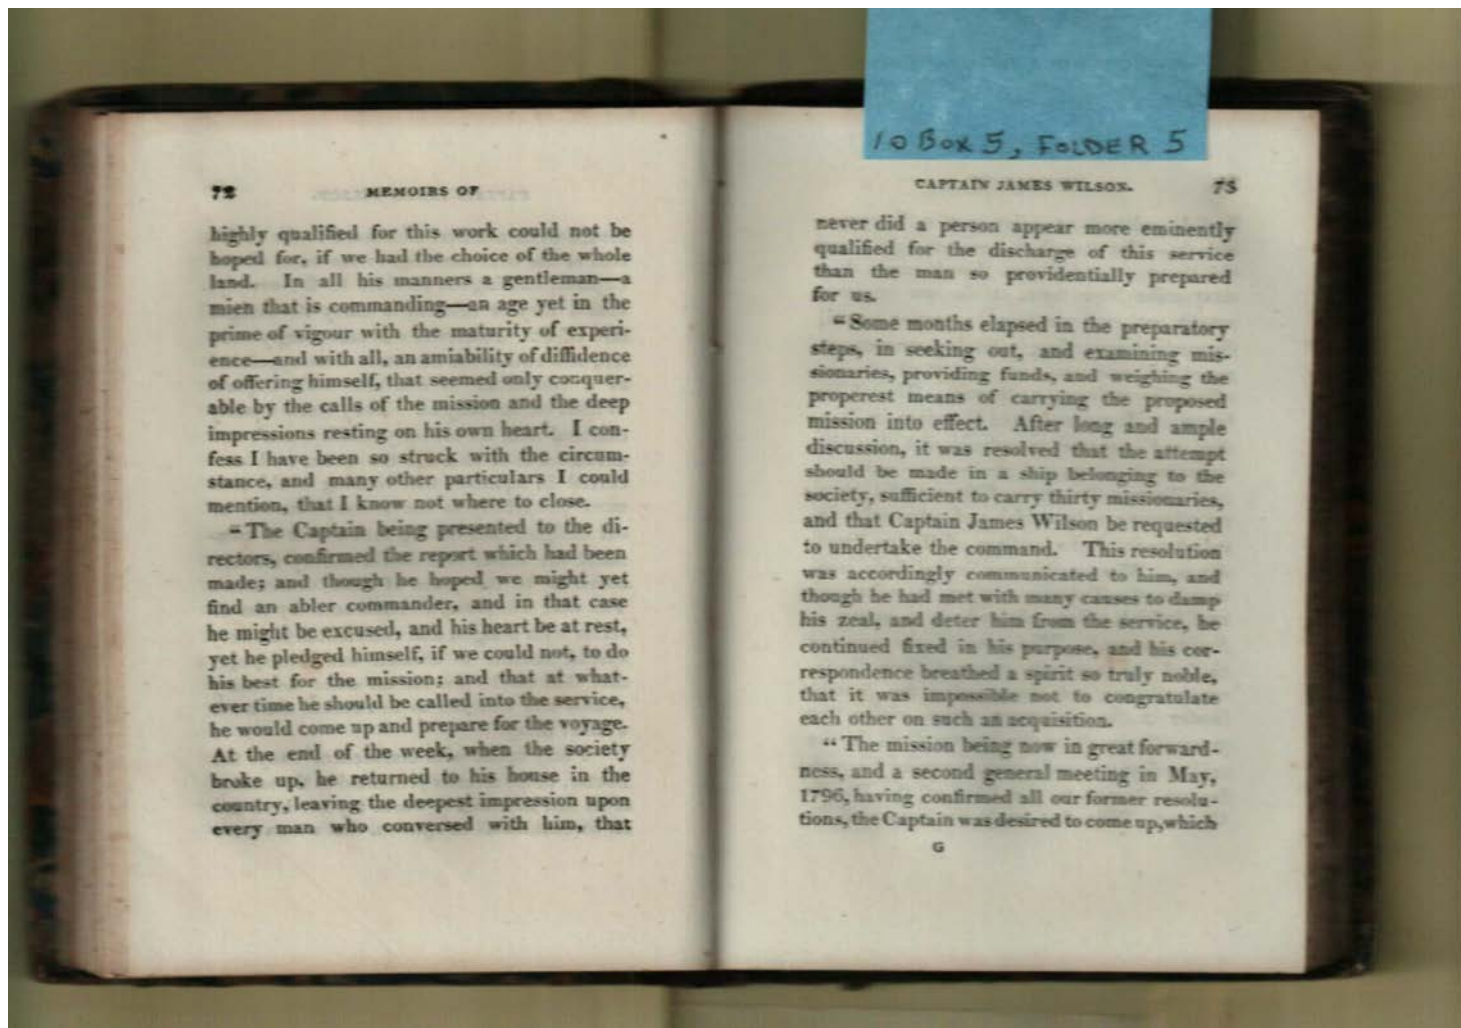 10 Box 5, FOLDER 5
72 MEMOIRS OF
highly qualified for this work could not be
hoped for, if we had the choice of the whole
land. In all his manners a gentleman—a
mien that is commanding—an age yet in the
prime of vigour with the maturity of experi-
ence—and with all, an amiability of diffidence
of offering himself, that seemed only conquer-
able by the calls of the mission and the deep
impressions resting on his own heart. I con-
fess I have been so struck with the circum-
stance, and many other particulars I could
mention, that I know not where to close.
“The Captain being presented to the di-
rectors, confirmed the report which had been
made; and though he hoped we might yet
find an abler commander, and in that case
he might be excused, and his heart be at rest,
yet he pledged himself, if we could not, to do
his best for the mission; and that at what-
ever time he should be called into the service,
he would come up and prepare for the voyage.
At the end of the week, when the society
broke up, he returned to his house in the
country, leaving the deepest impression upon
every man who conversed with him, that
CAPTAIN JAMES WILSON. 73
never did a person appear more eminently
qualified for the discharge of this service
than the man so providentially prepared
for us.
“Some months elapsed in the preparatory
steps, in seeking out, and examining mis-
sionaries, providing funds, and weighing the
properest means of carrying the proposed
mission into effect. After long and ample
discussion, it was resolved that the attempt
should be made in a ship belonging to the
society, sufficient to carry thirty missionaries,
and that Captain James Wilson be requested
to undertake the command. This resolution
was accordingly communicated to him, and
though he had met with many causes to damp
his zeal, and deter him from the service, he
continued fixed in his purpose, and his cor-
respondence breathed a spirit so truly noble,
that it was impossible not to congratulate
each other on such an acquisition.
“The mission being now in great forward-
ness, and a second general meeting in May,
1796, having confirmed all our former resolu-
tions, the Captain was desired to come up, which
G